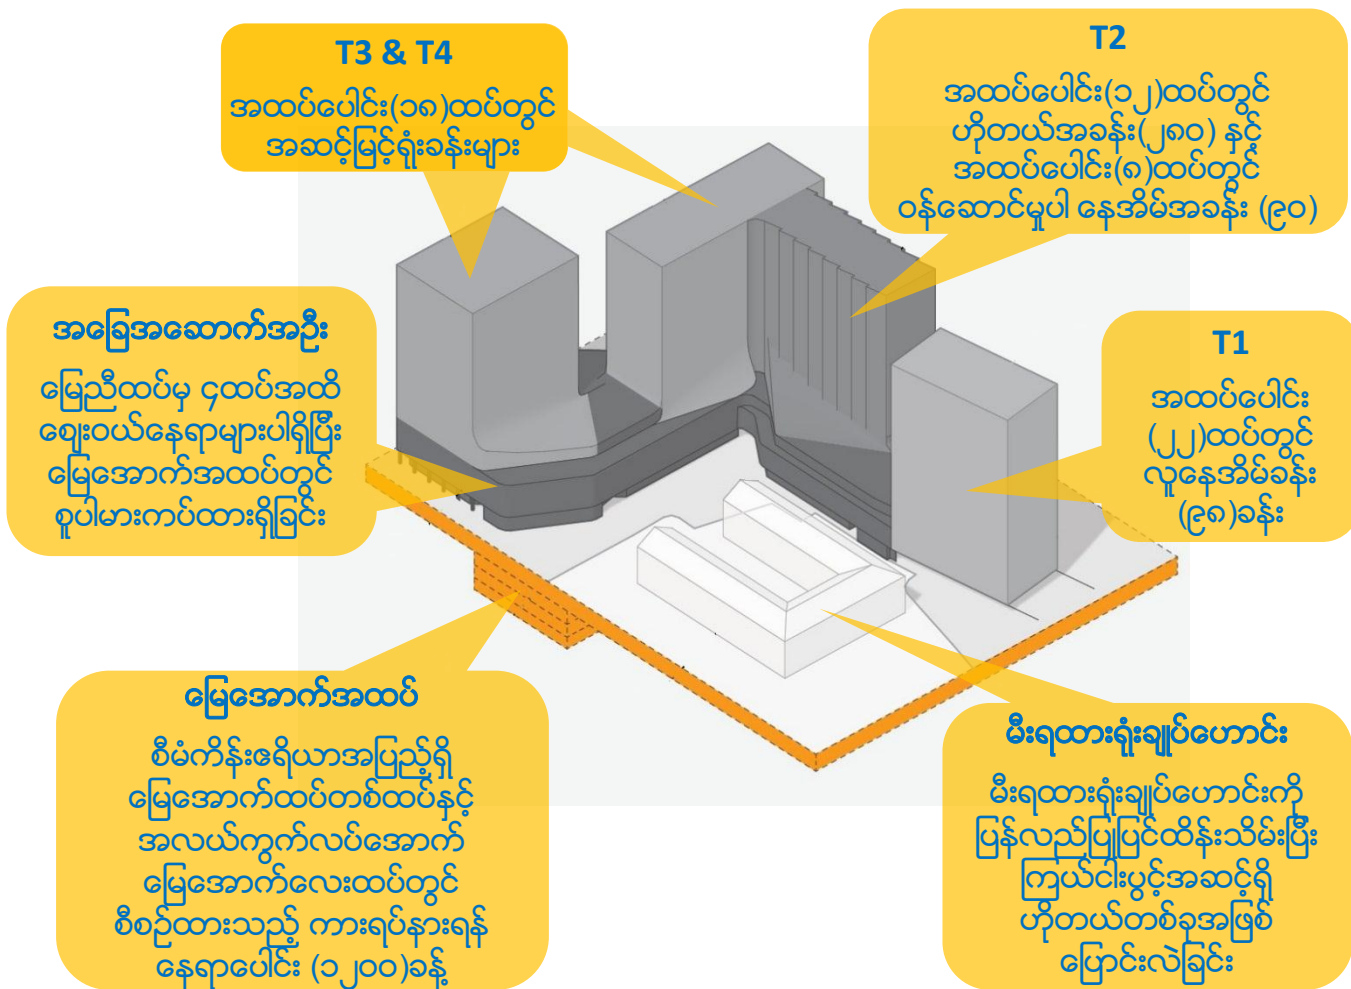 T3 & T4
အထပ်ပေါင်း(၁၈)ထပ်တွင်
အဆင့်မြင့်ရုံးခန်းများ
T2
အထပ်ပေါင်း(၁၂)ထပ်တွင်
ဟိုတယ်အခန်း(၂၈၀) နှင့်
အထပ်ပေါင်း(၈)ထပ်တွင်
ဝန်ဆောင်မှုပါ နေအိမ်အခန်း (၉၀)
အခြေအဆောက်အဦး
မြေညီထပ်မှ ၄ထပ်အထိ
ဈေးဝယ်နေရာများပါရှိပြီး
မြေအောက်အထပ်တွင်
စူပါမားကပ်ထားရှိခြင်း
T1
အထပ်ပေါင်း
(၂၂)ထပ်တွင်
လူနေအိမ်ခန်း
(၉၈)ခန်း
မြေအောက်အထပ်
စီမံကိန်းဧရိယာအပြည့်ရှိ
မြေအောက်ထပ်တစ်ထပ်နှင့်
အလယ်ကွက်လပ်အောက်
မြေအောက်လေးထပ်တွင်
စီစဉ်ထားသည့် ကားရပ်နားရန်
နေရာပေါင်း (၁၂၀၀)ခန့်
မီးရထားရုံးချုပ်ဟောင်း
မီးရထားရုံးချုပ်ဟောင်းကို
ပြန်လည်ပြုပြင်ထိန်းသိမ်းပြီး
ကြယ်ငါးပွင့်အဆင့်ရှိ
ဟိုတယ်တစ်ခုအဖြစ်
ပြောင်းလဲခြင်း